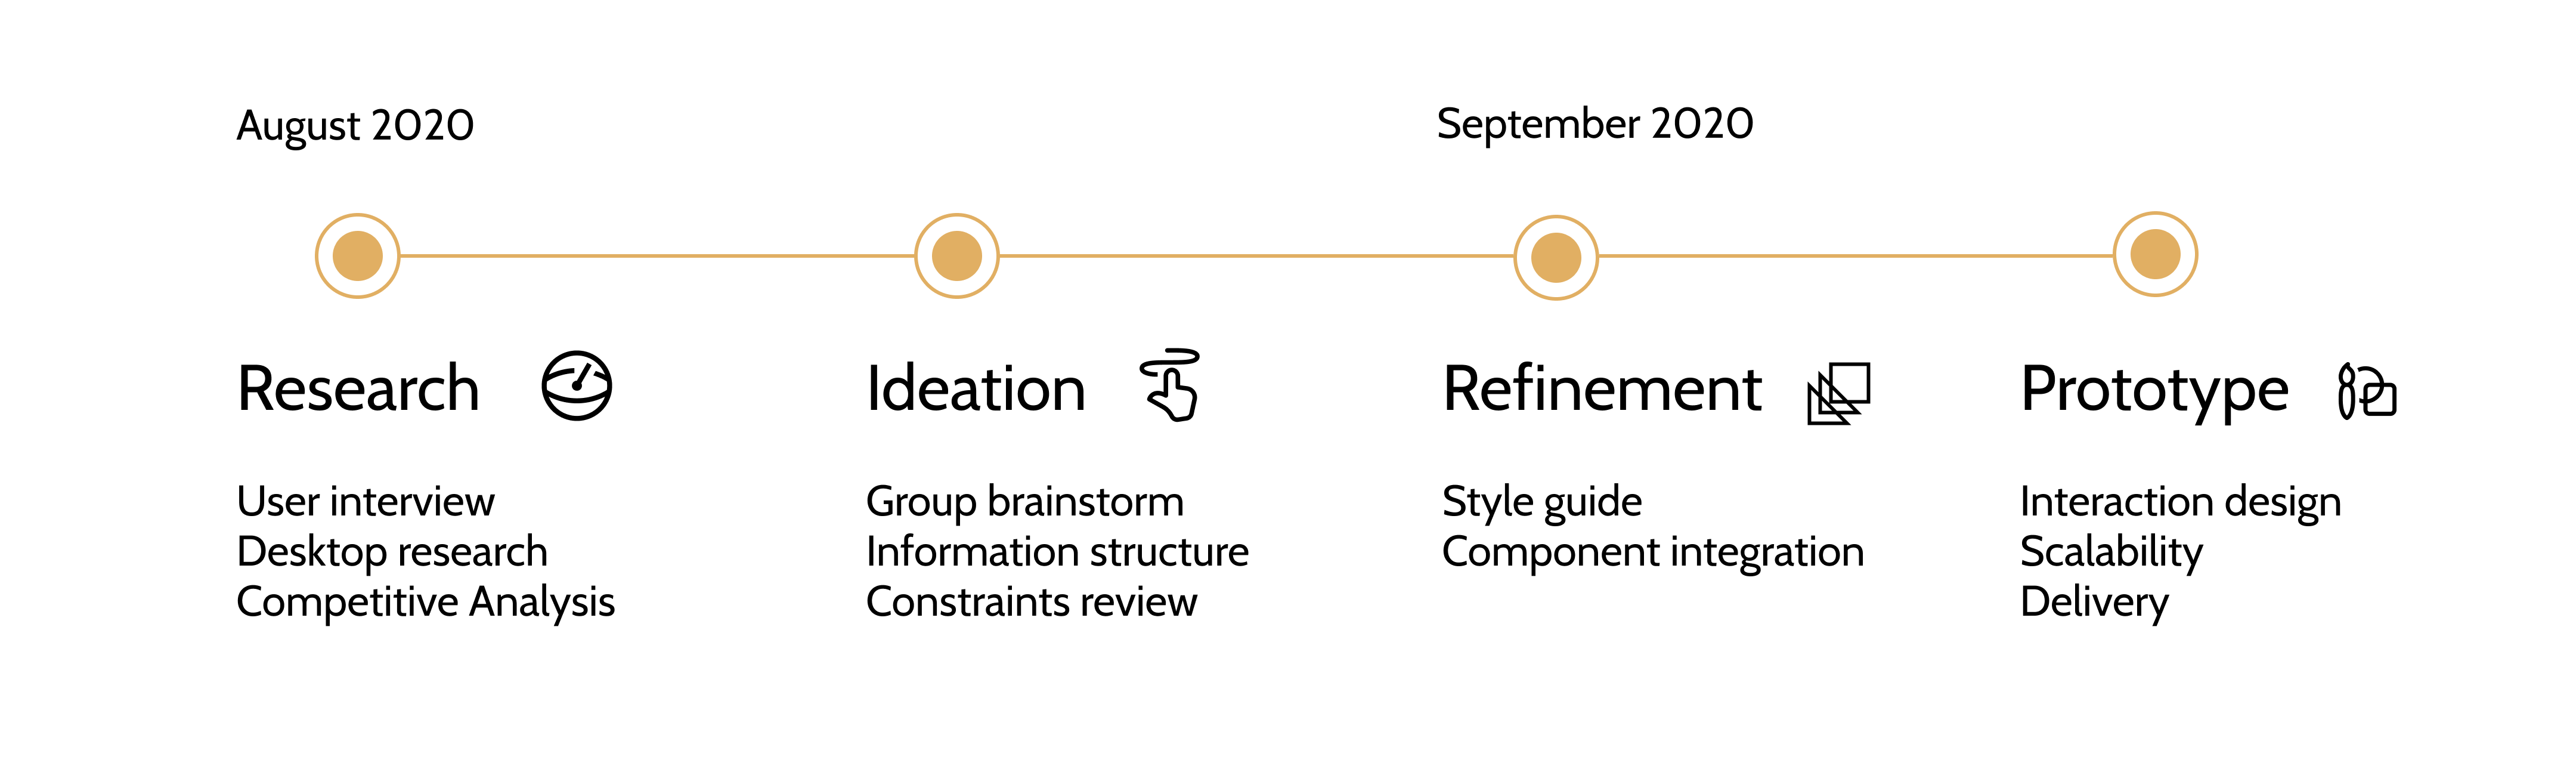 August 2020
September 2020
Research
Ideation
Refinement
Prototype
User interview
Desktop research
Competitive Analysis
Group brainstorm
Information structure
Constraints review
Style guide
Component integration
Interaction design
Scalability
Delivery